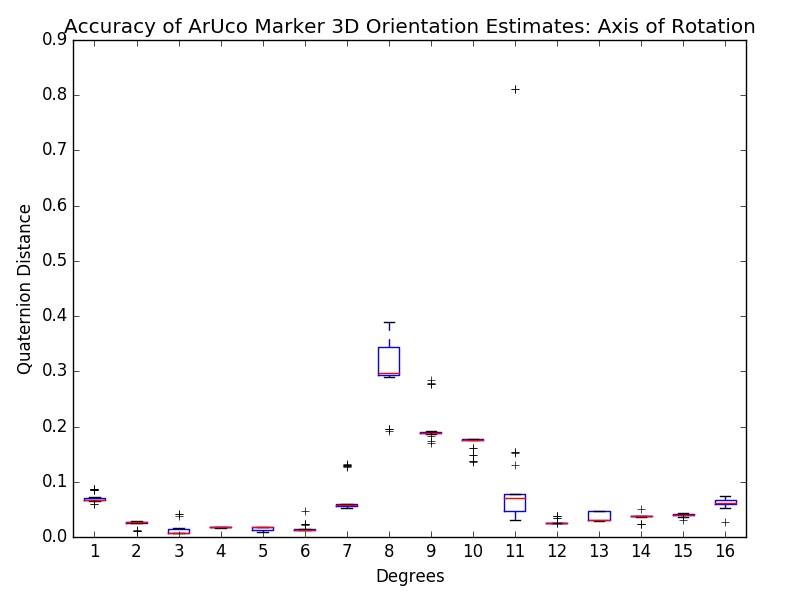 Accuracy of ArUco Marker 3D Orientation Estimates: Axis of Rotation
0.9
0.8
0.7
0.6
0.5
0.4
0.3
0.2
0.1
0.0
Quaternion Distance
1 2 3 4 5 6 7 8 9 10 11 12 13 14 15 16
Degrees